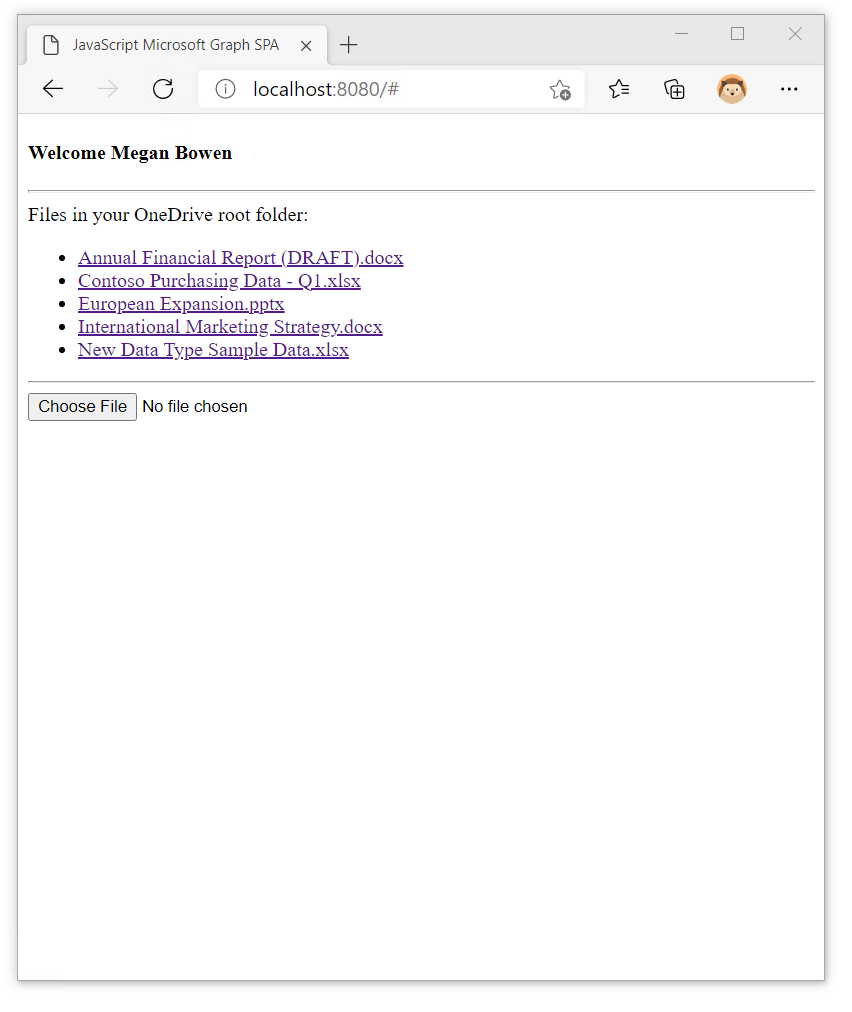 JavaScript Microsoft Graph SPA
localhost:8080/#
Welcome Megan Bowen
Files in your OneDrive root folder:
Annual Financial Report (DRAFT).docx
Contoso Purchasing Data - Q1.xlsx
European Expansion.pptx
International Marketing Strategy.docx
New Data Type Sample Data.xlsx
Choose File No file chosen